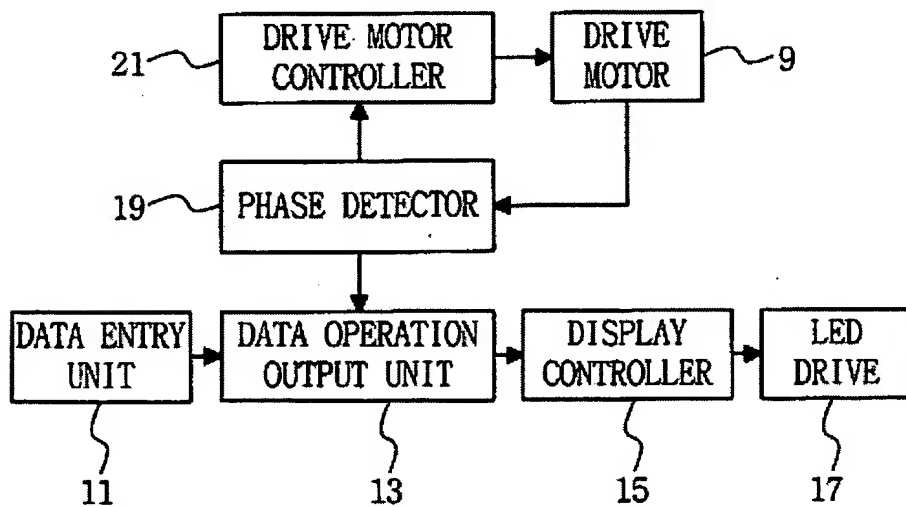 21
DRIVE MOTOR
CONTROLLER
DRIVE
MOTOR
9
19
PHASE DETECTOR
DATA ENTRY
UNIT
DATA OPERATION
OUTPUT UNIT
DISPLAY
CONTROLLER
LED
DRIVE
11
13
15
17